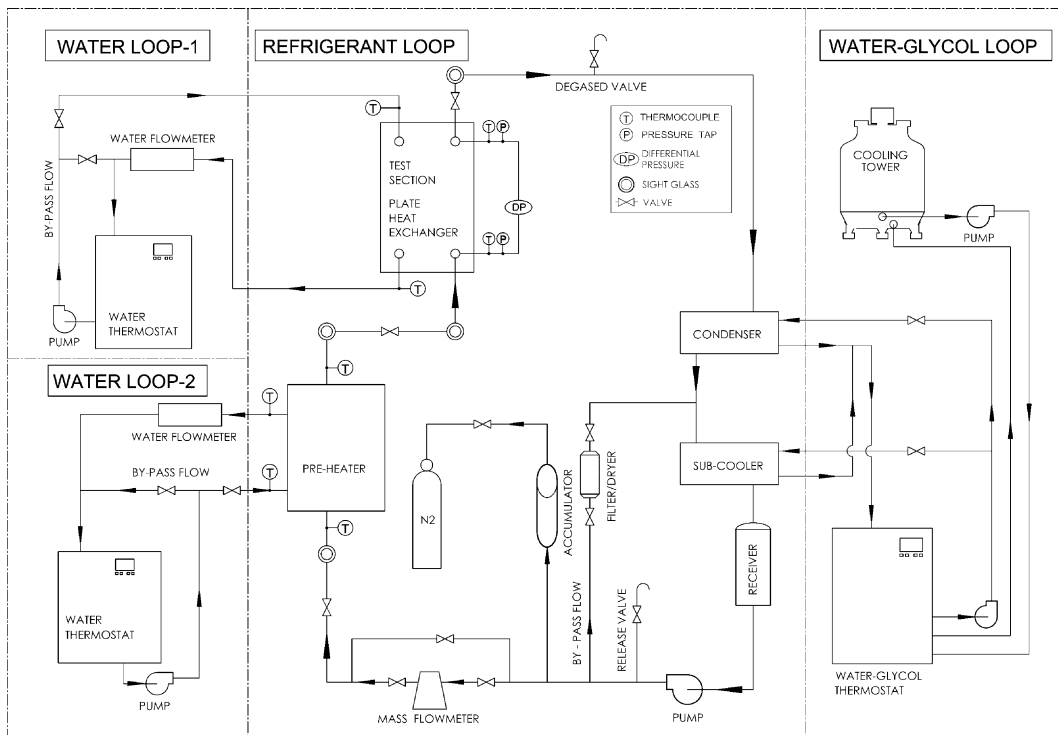 WATER LOOP-1
REFRIGERANT LOOP
WATER-GLYCOL LOOP
DEGASED VALVE
T
THERMOCOUPLE
P
PRESSURE TAP
DP
DIFFERENTIAL
PRESSURE
SIGHT GLASS
VALVE
T
WATER FLOWMETER
BY-PASS FLOW
TEST
SECTION
PLATE
HEAT
EXCHANGER
T P
DP
T P
T
WATER
THERMOSTAT
PUMP
COOLING
TOWER
PUMP
CONDENSER
WATER LOOP-2
T
T
WATER FLOWMETER
BY-PASS FLOW
T
PRE-HEATER
T
N2
ACCUMULATOR
FILTER/DRYER
SUB-COOLER
RECEIVER
BY - PASS FLOW
RELEASE VALVE
WATER
THERMOSTAT
PUMP
MASS FLOWMETER
PUMP
WATER-GLYCOL
THERMOSTAT